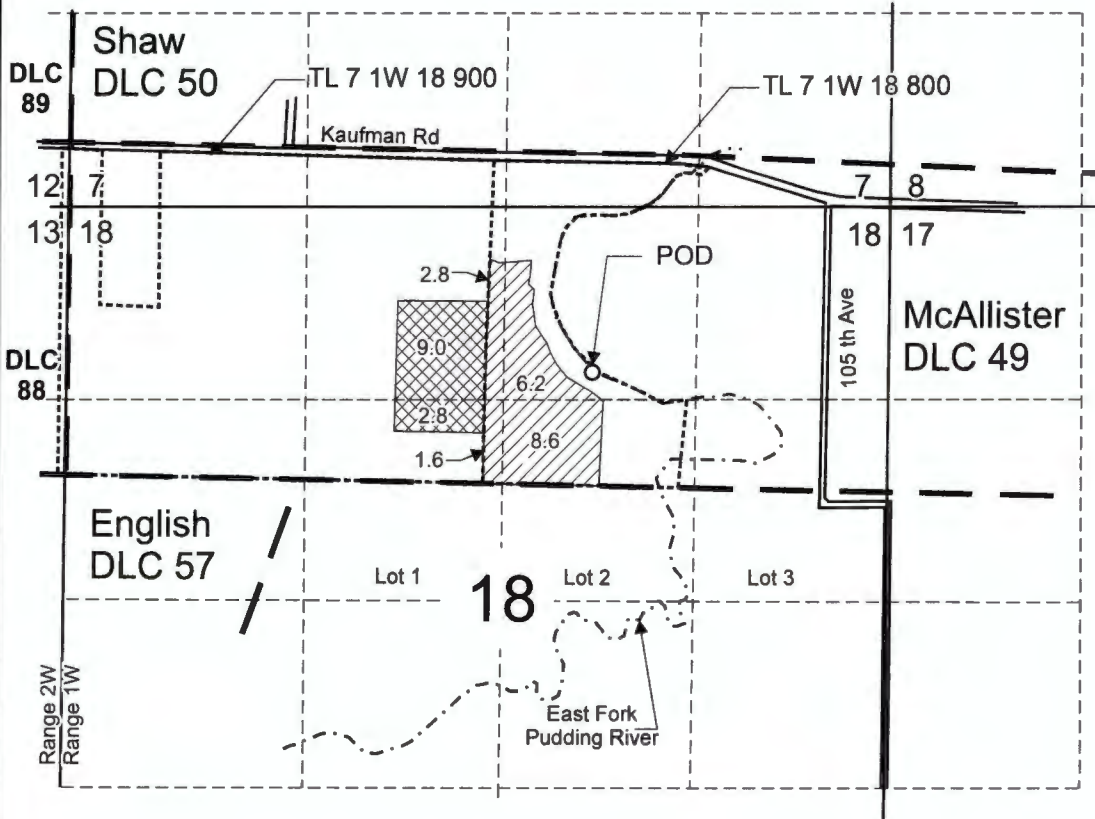 Shaw
DLC 50
DLC
89
TL 7 1W 18 900
TL 7 1W 18 800
Kaufman Rd
12 7
7 8
13 18
18 17
POD
2.8
105 th Ave
McAllister
DLC 49
9.0
DLC
88
6.2
2.8
8.6
1.6
English
DLC 57
Lot 1
18
Lot 2
Lot 3
East Fork
Pudding River
Range 2W
Range 1W